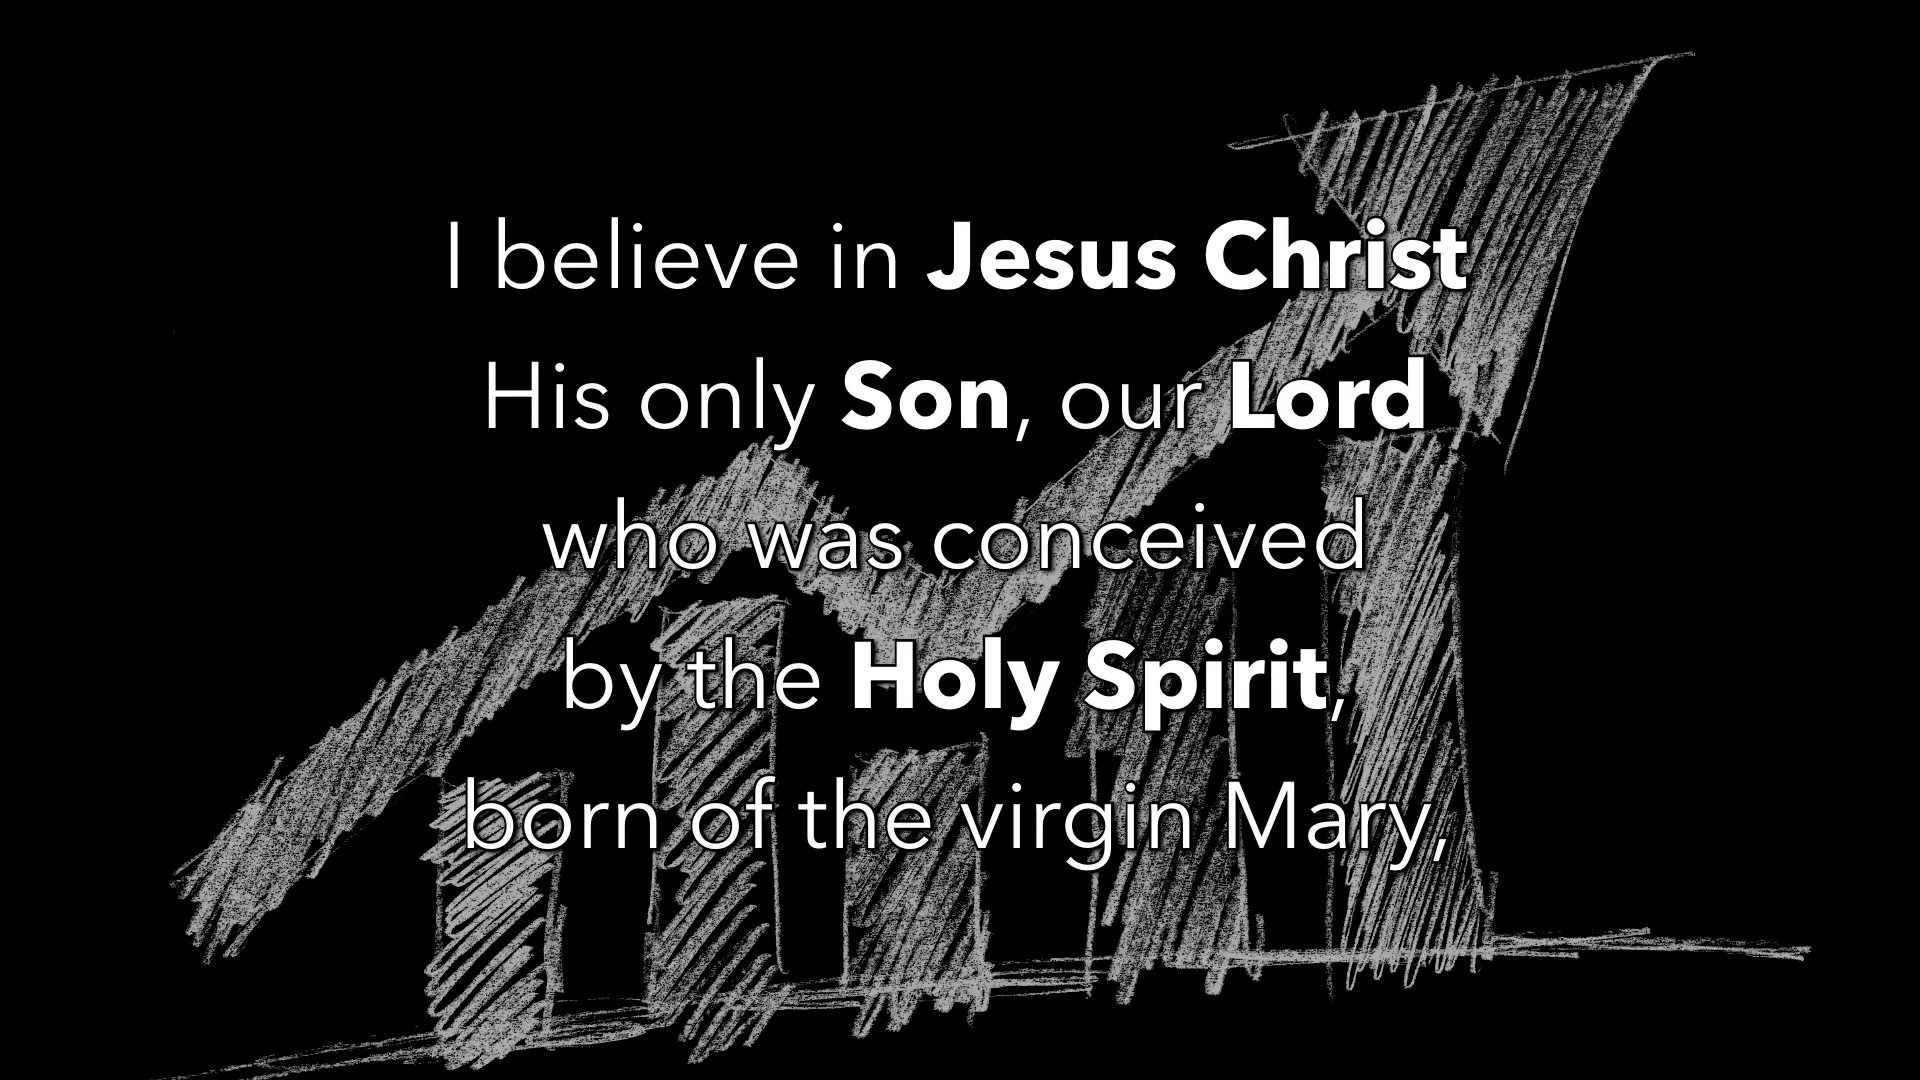 I believe in Jesus Christ
His only Son, our Lord
who was conceived
by the Holy Spirit,
born of the virgin Mary,